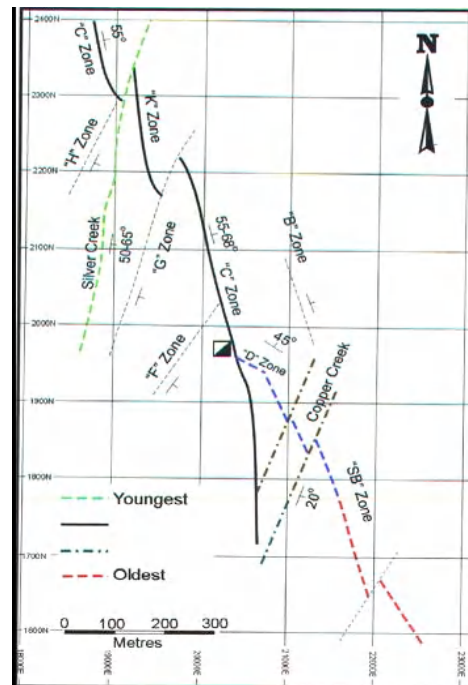 2400N
2300N
2200N
2100N
2000N
1900N
1800N
1700N
1600N
"C" Zone
55°
N
"K" Zone
"H" Zone
Silver Creek
50-65°
"G" Zone
55-68°
"C" Zone
"B" Zone
"F" Zone
"D" Zone
45°
Copper Creek
20°
"SB" Zone
Youngest
Oldest
0 100 200 300
Metres